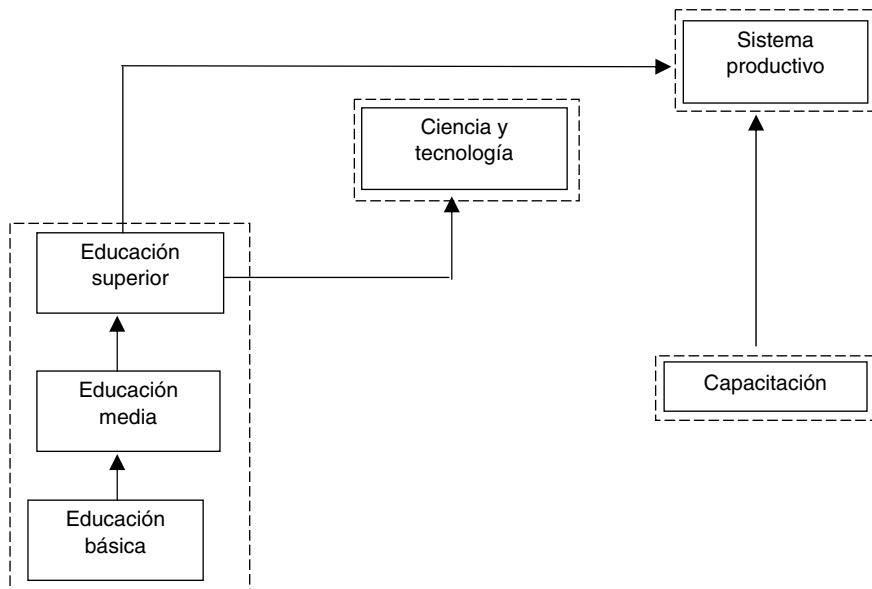 Sistema
productivo
Ciencia y
tecnología
Educación
superior
Educación
media
Capacitación
Educación
básica